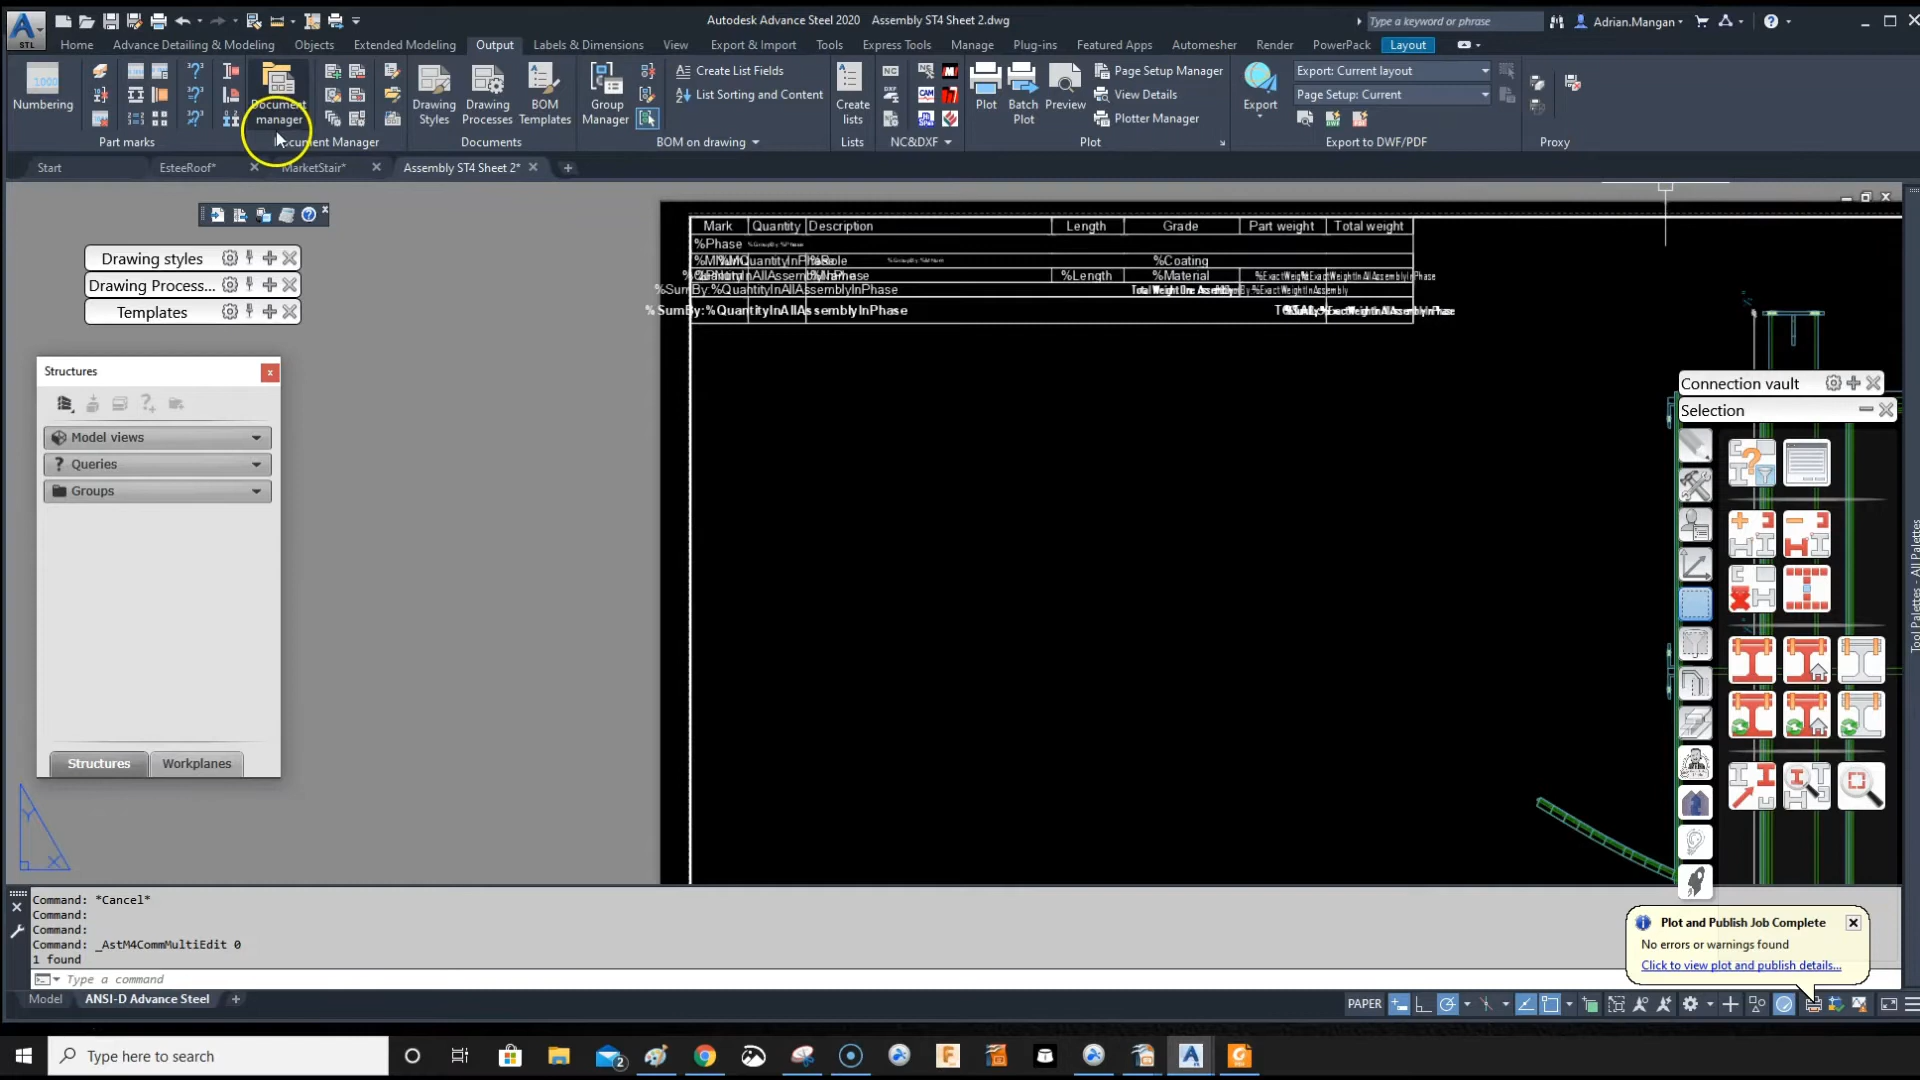 Autodesk Advance Steel 2020 Assembly ST4 Sheet 2.dwg
Type a keyword or phrase
Adrian.Mangan
STL
Home Advance Detailing & Modeling Objects Extended Modeling Output Labels & Dimensions View Export & Import Tools Express Tools Manage Plug-ins Featured Apps Automesher Render PowerPack Layout
Numbering
Document manager
Drawing Styles
Drawing Processes
BOM Templates
Group Manager
Create List Fields
List Sorting and Content
Create lists
Plot
Batch Plot
Preview
Page Setup Manager
View Details
Plotter Manager
Export
Export: Current layout
Page Setup: Current
Part marks Document Manager Documents BOM on drawing Lists NC&DXF Plot Export to DWF/PDF Proxy
Start EsteeRoof* MarketStair* Assembly ST4 Sheet 2*
Mark Quantity Description Length Grade Part weight Total weight
%Phase
%Coating
%Length %Material
%SumBy:%QuantityInAllAssemblyInPhase
%SumBy:%QuantityInAllAssemblyInPhase
Drawing styles
Drawing Process...
Templates
Structures
Model views
Queries
Groups
Structures Workplanes
Connection vault
Selection
Tool Palettes - All Palettes
Command: *Cancel*
Command:
Command:
Command: _AstM4CommMultiEdit 0
1 found
Type a command
Plot and Publish Job Complete
No errors or warnings found
Click to view plot and publish details...
Model ANSI-D Advance Steel
PAPER
Type here to search
2